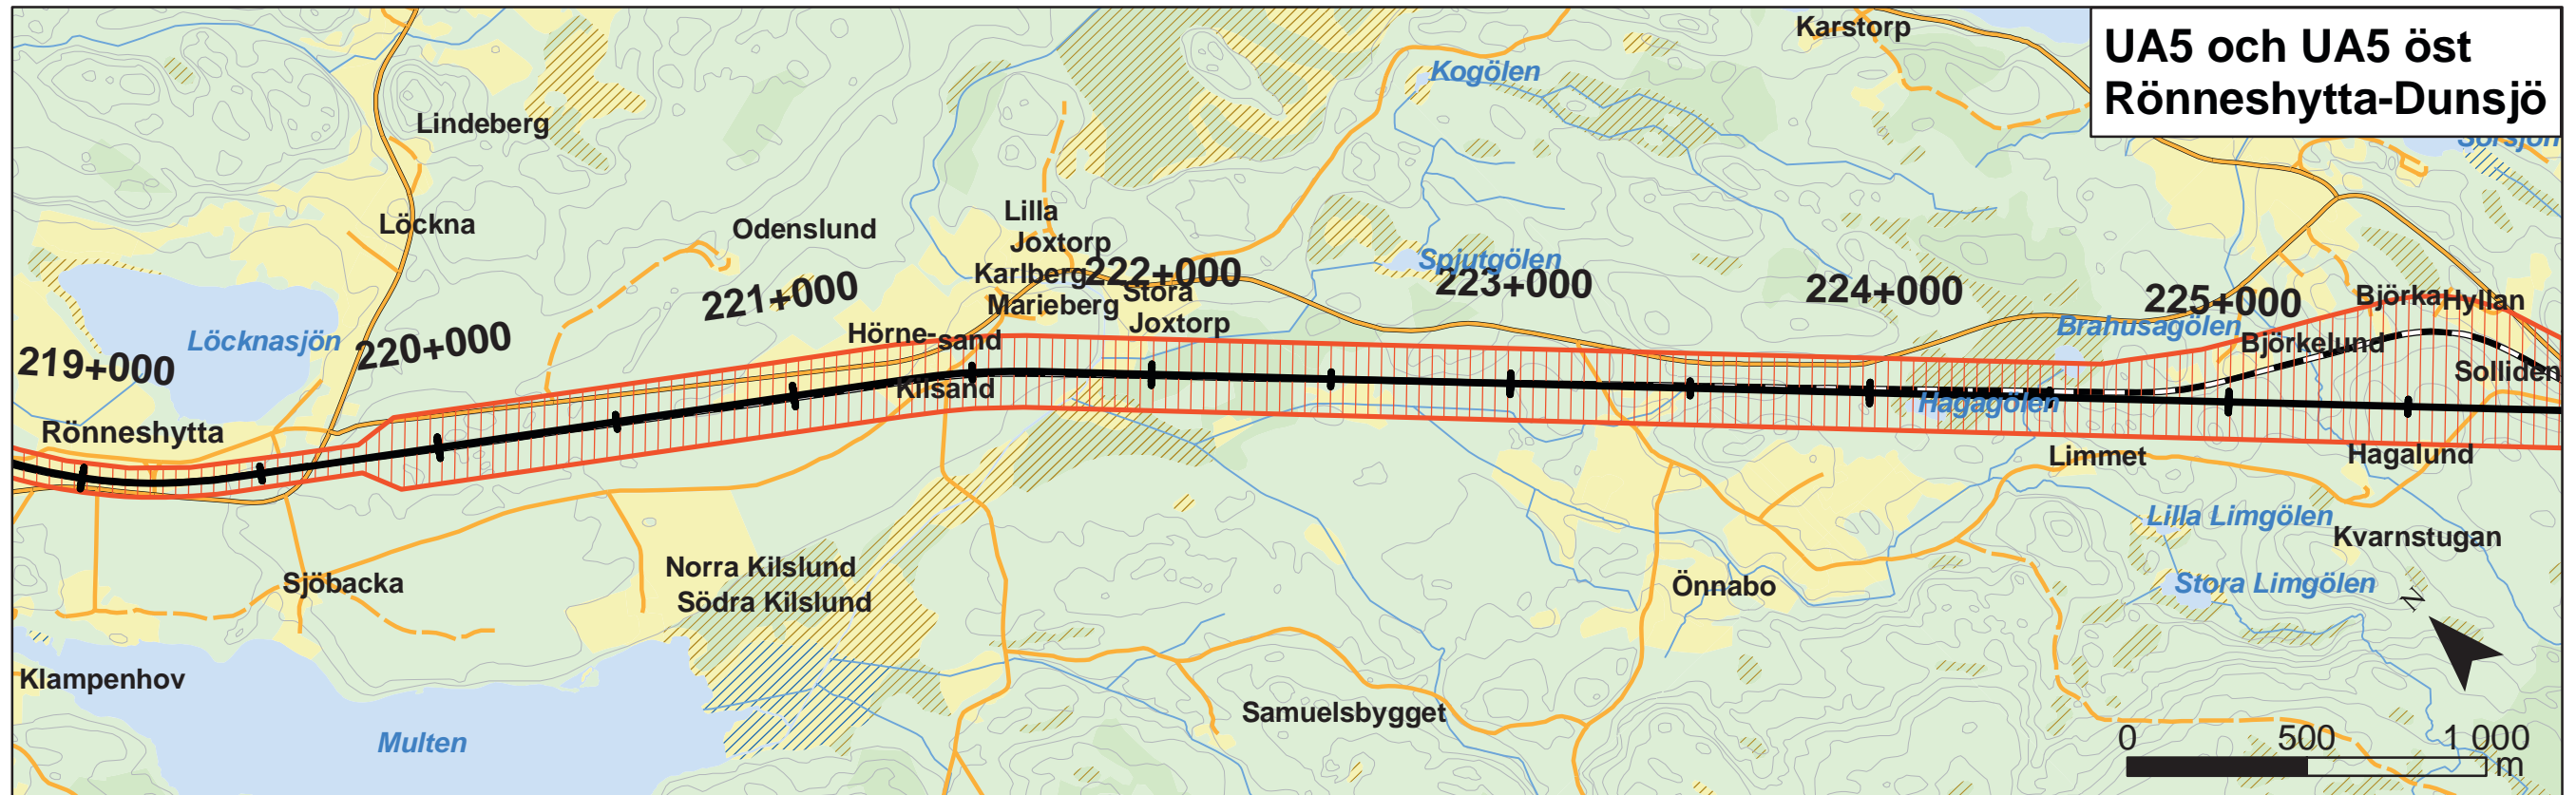 UA5 och UA5 öst
Rönneshytta-Dunsjö
Karstorp
Kogölen
Lindeberg
Sörsjön
Löckna
Odenslund
Lilla
Joxtorp
Karlberg
222+000
Stora
Joxtorp
Marieberg
Spjutgölen
223+000
224+000
225+000
Björka
Hyllan
Brahusagölen
Björkelund
Solliden
221+000
Hörne-sand
Kilsand
Löcknasjön
220+000
219+000
Rönneshytta
Hagagölen
Limmet
Hagalund
Lilla Limgölen
Kvarnstugan
Stora Limgölen
N
Sjöbacka
Norra Kilslund
Södra Kilslund
Önnabo
Klampenhov
Samuelsbygget
Multen
0 500 1 000
m